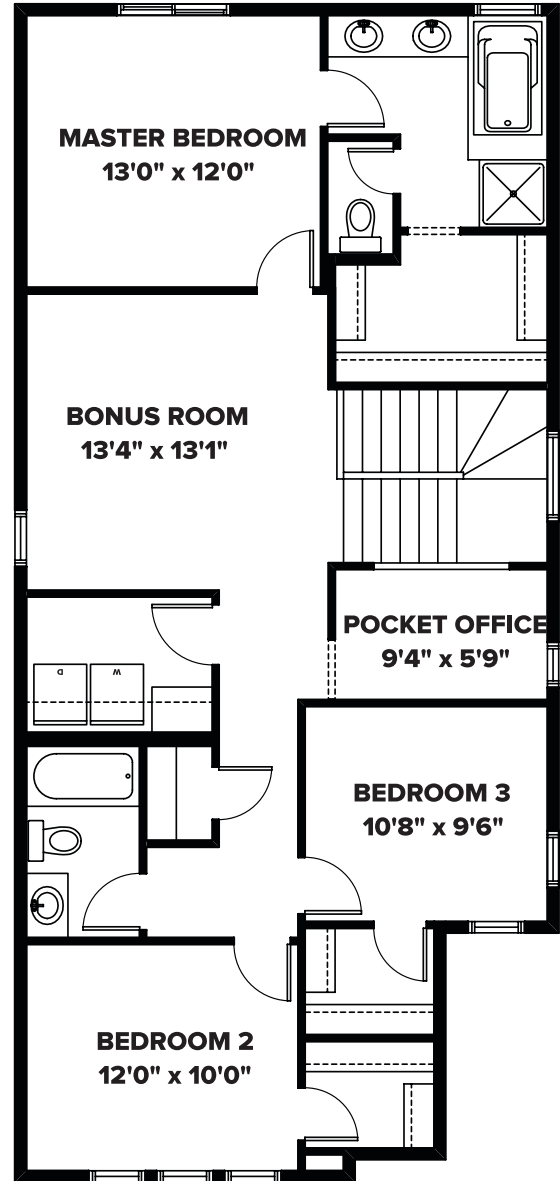 MASTER BEDROOM
13'0" x 12'0"
BONUS ROOM
13'4" x 13'1"
POCKET OFFICE
9'4" x 5'9"
D W
BEDROOM 3
10'8" x 9'6"
BEDROOM 2
12'0" x 10'0"